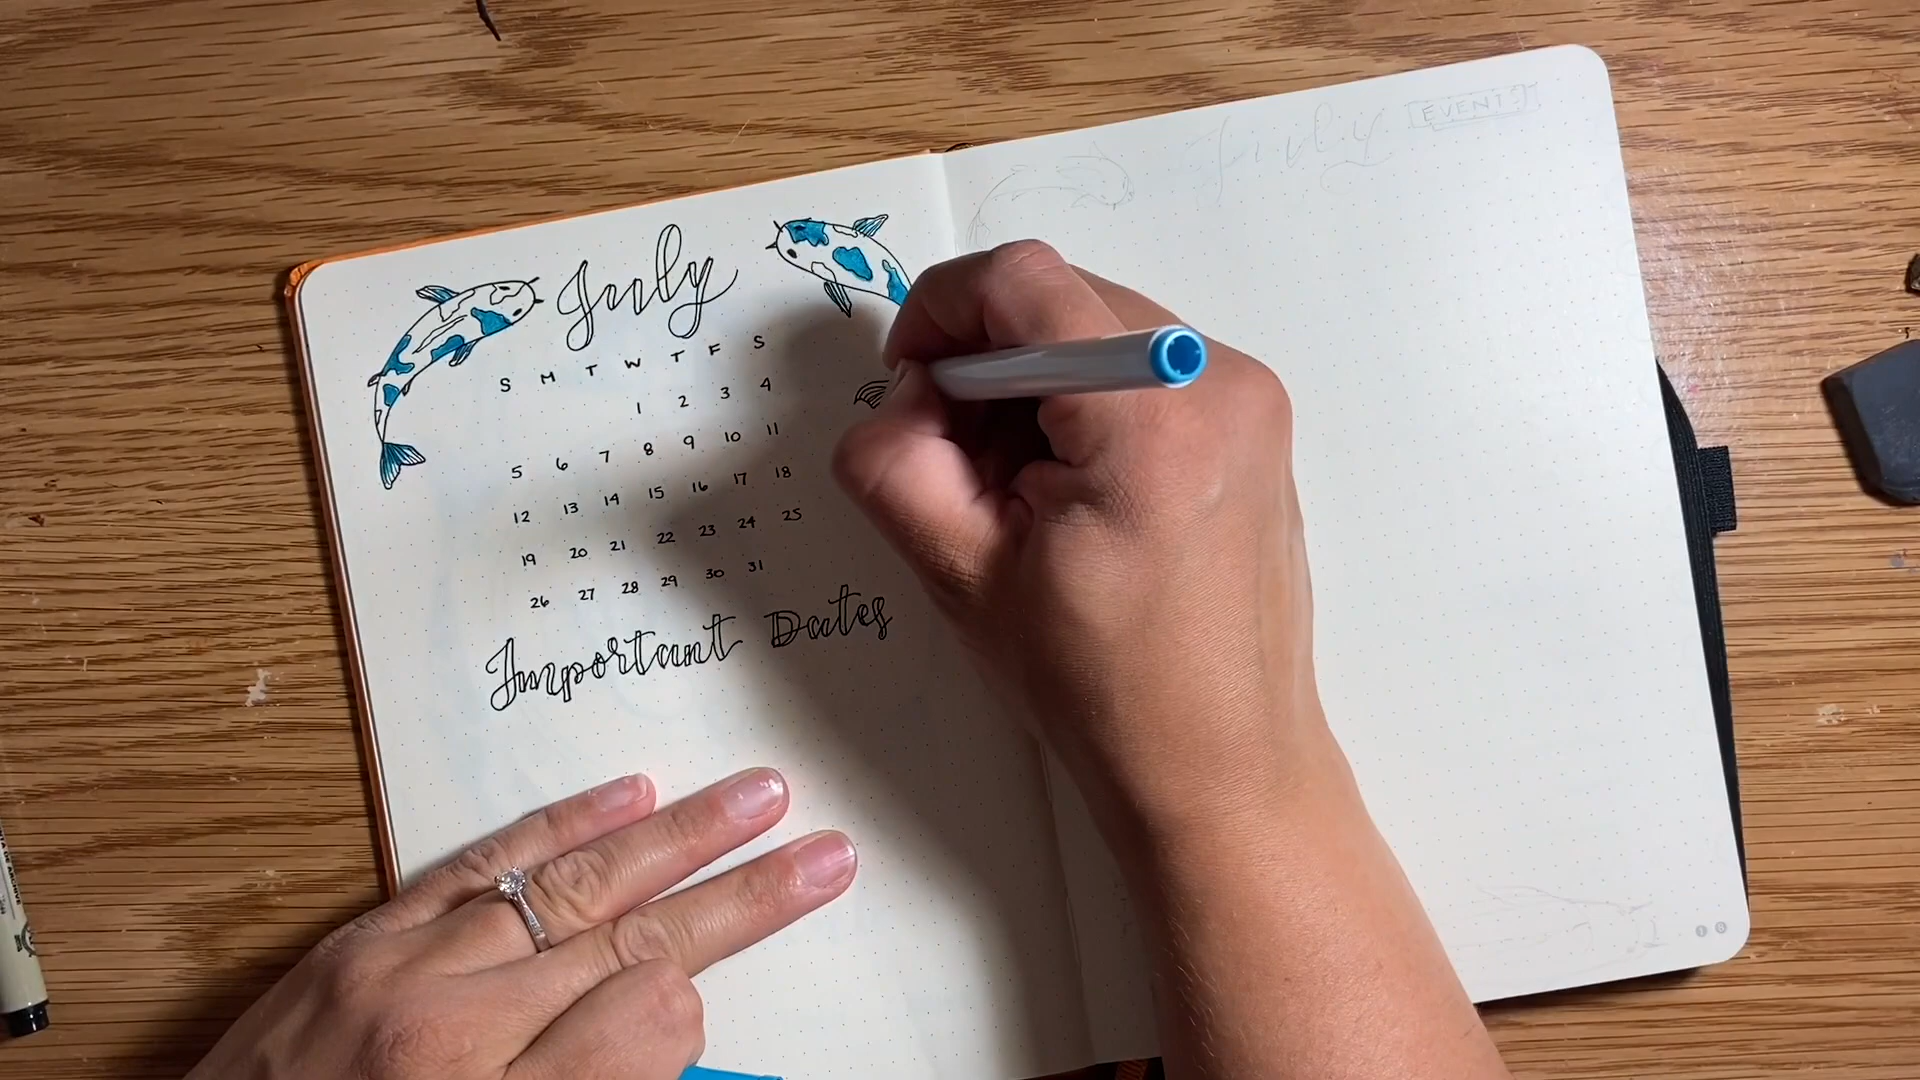 July
S M T W T F S
1 2 3 4
5 6 7 8 9 10 11
12 13 14 15 16 17 18
19 20 21 22 23 24 25
26 27 28 29 30 31
Important Dates
July
EVENTS